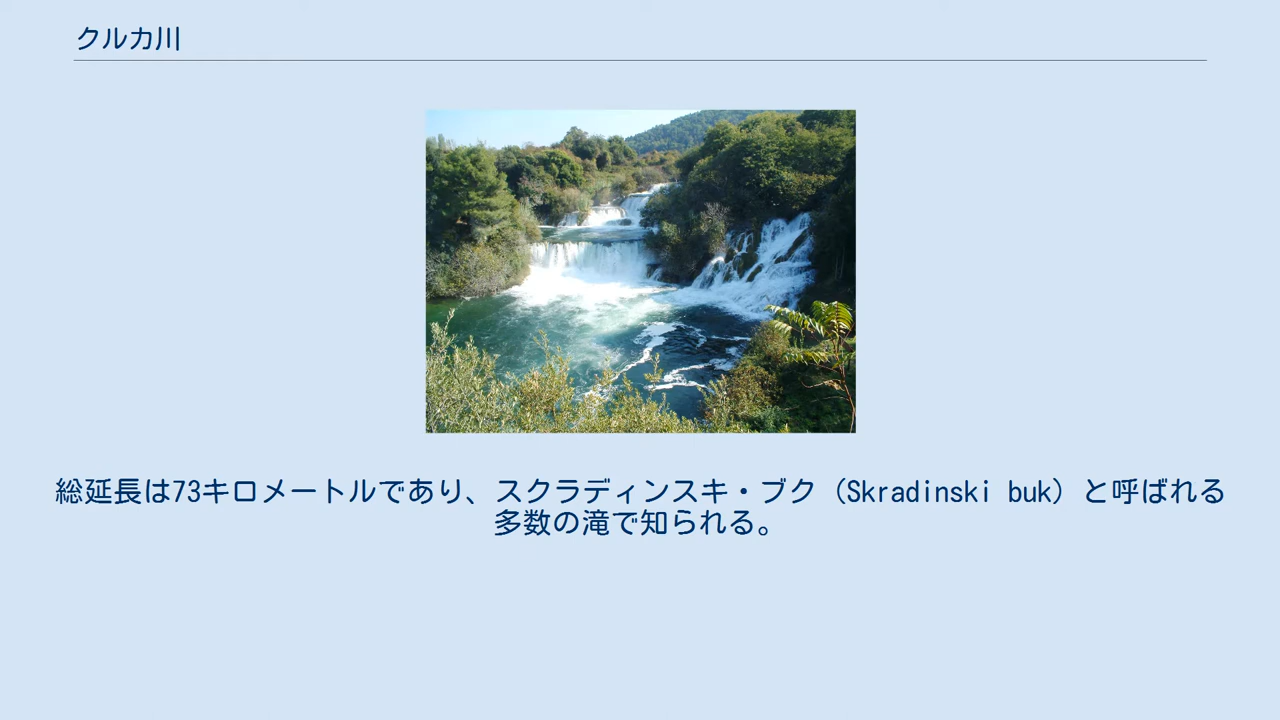 クルカ川
総延長は73キロメートルであり、スクラディンスキ・ブク（Skradinski buk）と呼ばれる
多数の滝で知られる。